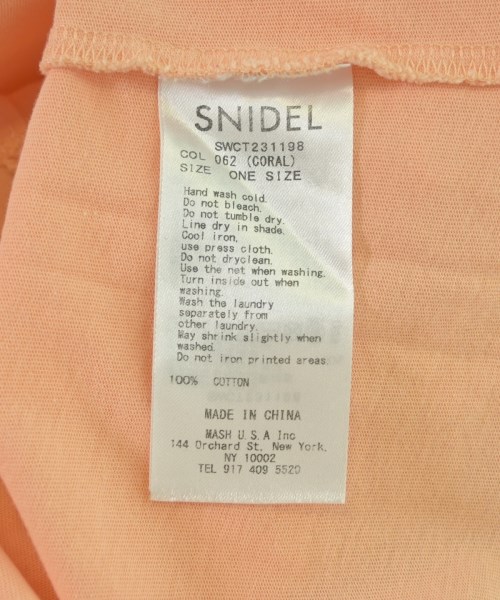 SNIDEL
SWCT231198
COL 062 (CORAL)
SIZE ONE SIZE
Hand wash cold.
Do not bleach.
Do not tumble dry.
Line dry in shade.
Cool iron,
use press cloth.
Do not dryclean.
Use the net when washing.
Turn inside out when
washing.
Wash the laundry
separately from
other laundry.
May shrink slightly when
washed.
Do not iron printed areas.
100% COTTON
MADE IN CHINA
MASH U.S.A Inc
144 Orchard St, New York,
NY 10002
TEL 917 409 5520